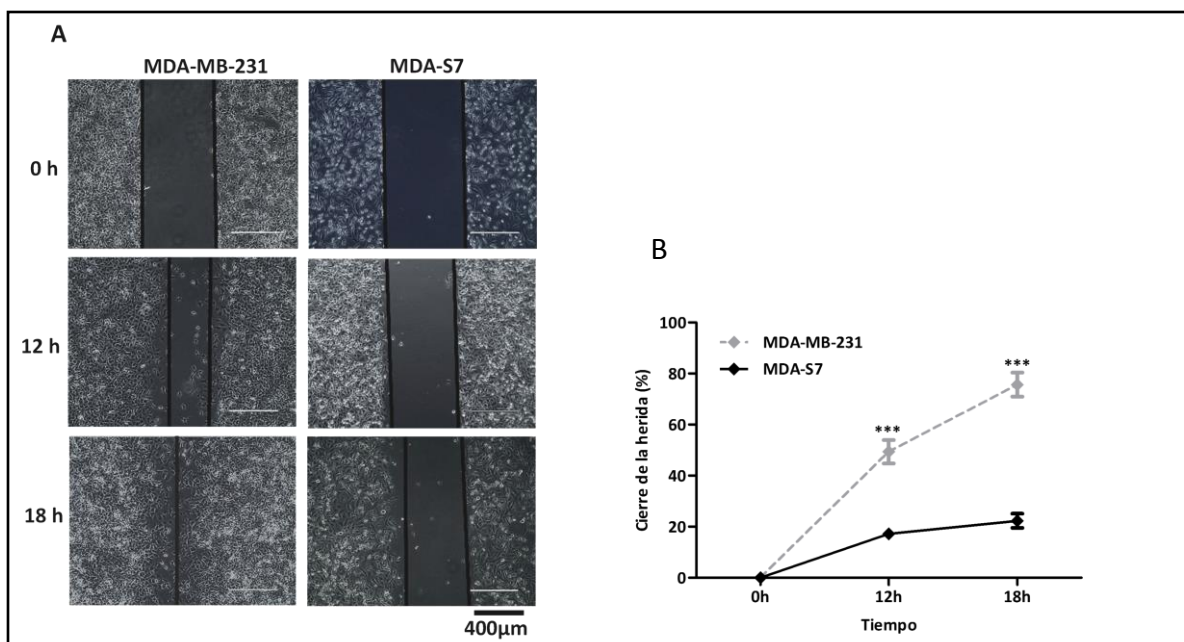 A
MDA-MB-231 MDA-S7
0 h
12 h
18 h
400µm
B
100
80
60
40
20
0
Cierre de la herida (%)
MDA-MB-231
MDA-S7
***
***
0h 12h 18h
Tiempo